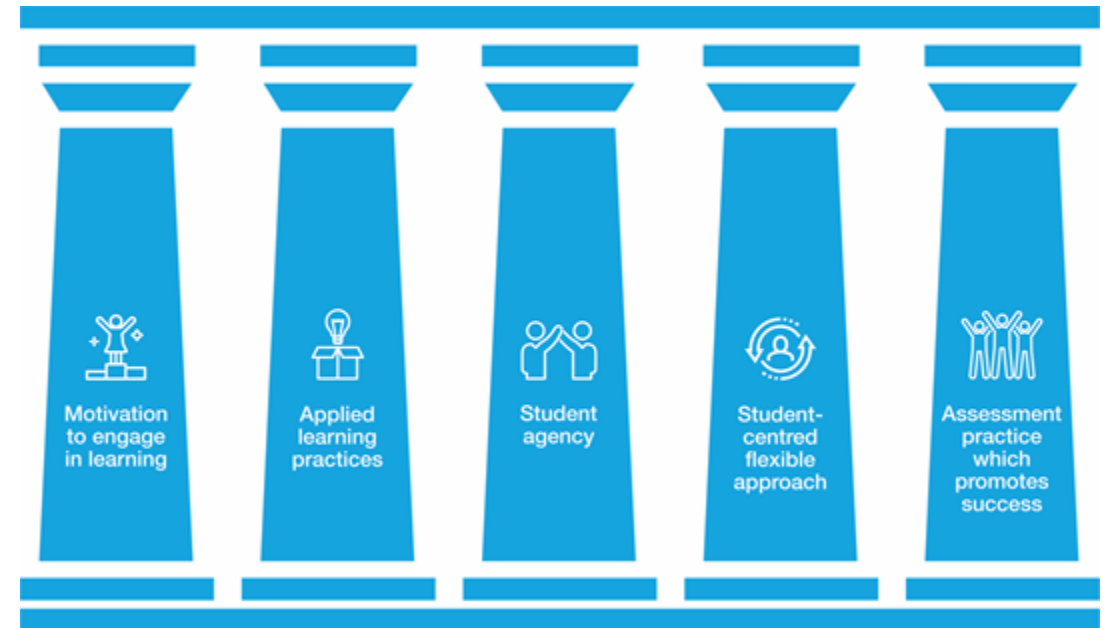 Motivation
to engage
in learning
Applied
learning
practices
Student
agency
Student-
centred
flexible
approach
Assessment
practice
which
promotes
success